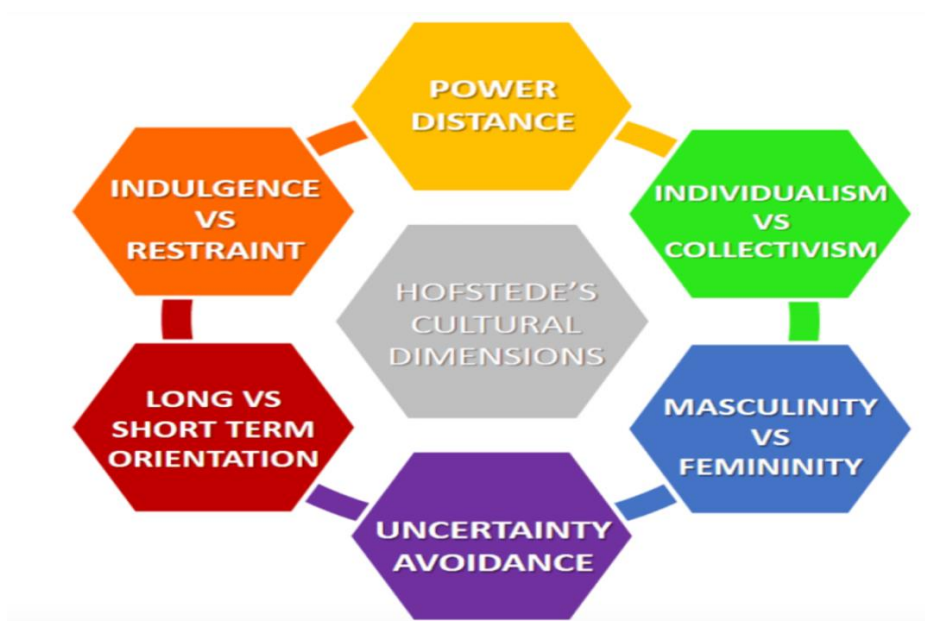 POWER
DISTANCE
INDIVIDUALISM
VS
COLLECTIVISM
MASCULINITY
VS
FEMININITY
UNCERTAINTY
AVOIDANCE
LONG VS
SHORT TERM
ORIENTATION
INDULGENCE
VS
RESTRAINT
HOFSTEDE'S
CULTURAL
DIMENSIONS